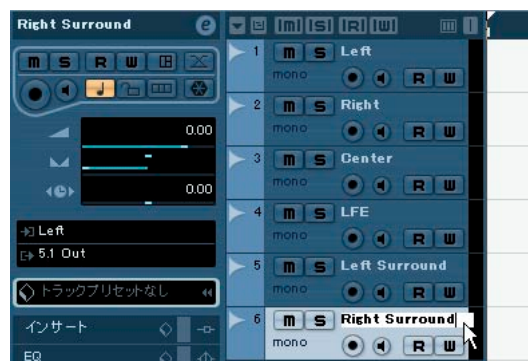 Right Surround e
m S R W
0.00
0.00
Left
5.1 Out
トラックプリセットなし
インサート
EQ
m S R W
1 m S Left
mono R W
2 m S Right
mono R W
3 m S Center
mono R W
4 m S LFE
mono R W
5 m S Left Surround
mono R W
6 m S Right Surround
mono R W